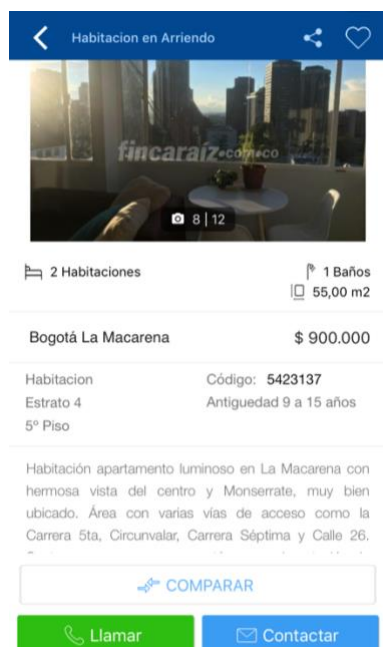 Habitacion en Arriendo
fincaraíz.com.co
8 | 12
2 Habitaciones
1 Baños
55,00 m2
Bogotá La Macarena
$ 900.000
Habitacion
Código: 5423137
Estrato 4
Antiguedad 9 a 15 años
5º Piso
Habitación apartamento luminoso en La Macarena con
hermosa vista del centro y Monserrate, muy bien
ubicado. Área con varias vías de acceso como la
Carrera 5ta, Circunvalar, Carrera Séptima y Calle 26.
COMPARAR
Llamar
Contactar